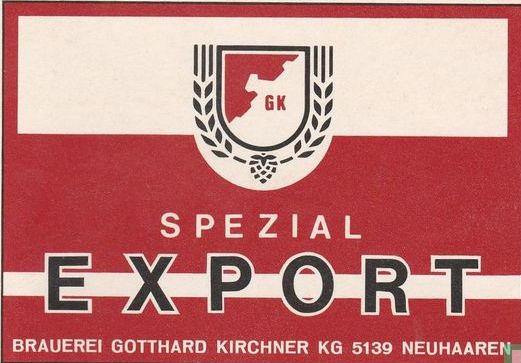 GK
SPEZIAL
EXPORT
BRAUEREI GOTTHARD KIRCHNER KG 5139 NEUHAAREN